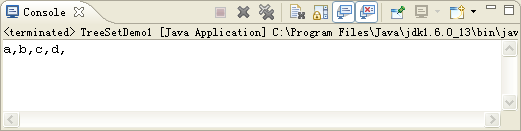 Console
<terminated> TreeSetDemo1 [Java Application] C:\Program Files\Java\jdk1.6.0_13\bin\jav
a,b,c,d,